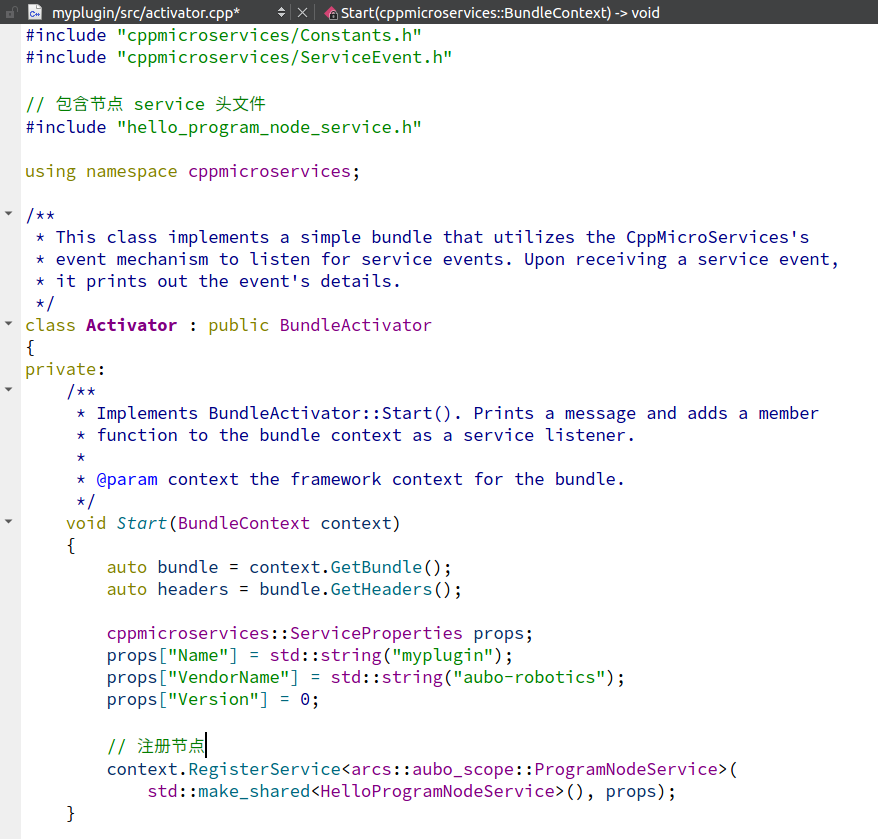 myplugin/src/activator.cpp* Start(cppmicroservices::BundleContext) -> void
#include "cppmicroservices/Constants.h"
#include "cppmicroservices/ServiceEvent.h"
// 包含节点 service 头文件
#include "hello_program_node_service.h"
using namespace cppmicroservices;
/**
 * This class implements a simple bundle that utilizes the CppMicroServices's
 * event mechanism to listen for service events. Upon receiving a service event,
 * it prints out the event's details.
 */
class Activator : public BundleActivator
{
private:
    /**
     * Implements BundleActivator::Start(). Prints a message and adds a member
     * function to the bundle context as a service listener.
     *
     * @param context the framework context for the bundle.
     */
    void Start(BundleContext context)
    {
        auto bundle = context.GetBundle();
        auto headers = bundle.GetHeaders();
        cppmicroservices::ServiceProperties props;
        props["Name"] = std::string("myplugin");
        props["VendorName"] = std::string("aubo-robotics");
        props["Version"] = 0;
        // 注册节点
        context.RegisterService<arcs::aubo_scope::ProgramNodeService>(
            std::make_shared<HelloProgramNodeService>(), props);
    }